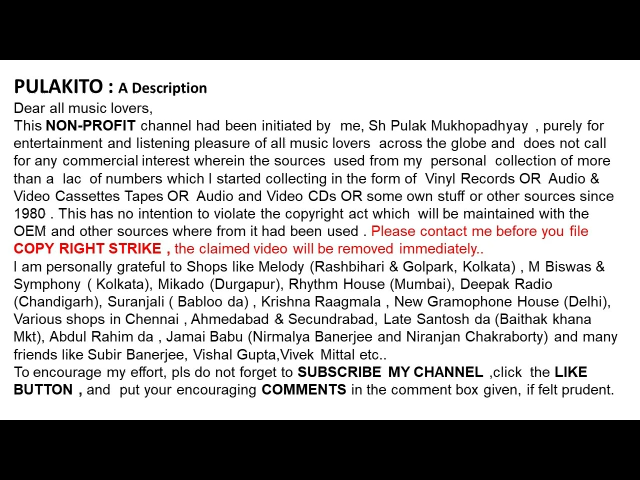 PULAKITO : A Description
Dear all music lovers,
This NON-PROFIT channel had been initiated by me, Sh Pulak Mukhopadhyay , purely for
entertainment and listening pleasure of all music lovers across the globe and does not call
for any commercial interest wherein the sources used from my personal collection of more
than a lac of numbers which I started collecting in the form of Vinyl Records OR Audio &
Video Cassettes Tapes OR Audio and Video CDs OR some own stuff or other sources since
1980 . This has no intention to violate the copyright act which will be maintained with the
OEM and other sources where from it had been used . Please contact me before you file
COPY RIGHT STRIKE , the claimed video will be removed immediately..
I am personally grateful to Shops like Melody (Rashbihari & Golpark, Kolkata) , M Biswas &
Symphony ( Kolkata), Mikado (Durgapur), Rhythm House (Mumbai), Deepak Radio
(Chandigarh), Suranjali ( Babloo da) , Krishna Raagmala , New Gramophone House (Delhi),
Various shops in Chennai , Ahmedabad & Secundrabad, Late Santosh da (Baithak khana
Mkt), Abdul Rahim da , Jamai Babu (Nirmalya Banerjee and Niranjan Chakraborty) and many
friends like Subir Banerjee, Vishal Gupta,Vivek Mittal etc..
To encourage my effort, pls do not forget to SUBSCRIBE MY CHANNEL ,click the LIKE
BUTTON , and put your encouraging COMMENTS in the comment box given, if felt prudent.